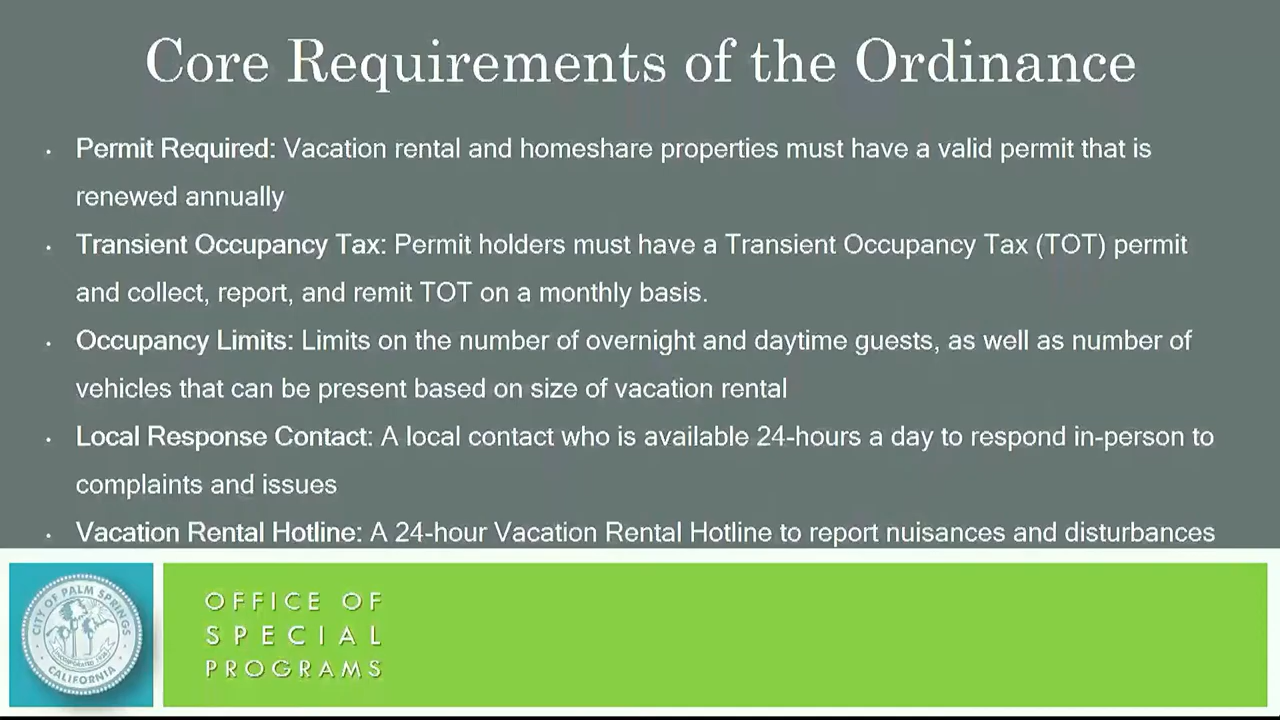 Core Requirements of the Ordinance
• Permit Required: Vacation rental and homeshare properties must have a valid permit that is
renewed annually
• Transient Occupancy Tax: Permit holders must have a Transient Occupancy Tax (TOT) permit
and collect, report, and remit TOT on a monthly basis.
• Occupancy Limits: Limits on the number of overnight and daytime guests, as well as number of
vehicles that can be present based on size of vacation rental
• Local Response Contact: A local contact who is available 24-hours a day to respond in-person to
complaints and issues
• Vacation Rental Hotline: A 24-hour Vacation Rental Hotline to report nuisances and disturbances
CITY OF PALM SPRINGS
CALIFORNIA
OFFICE OF
SPECIAL
PROGRAMS